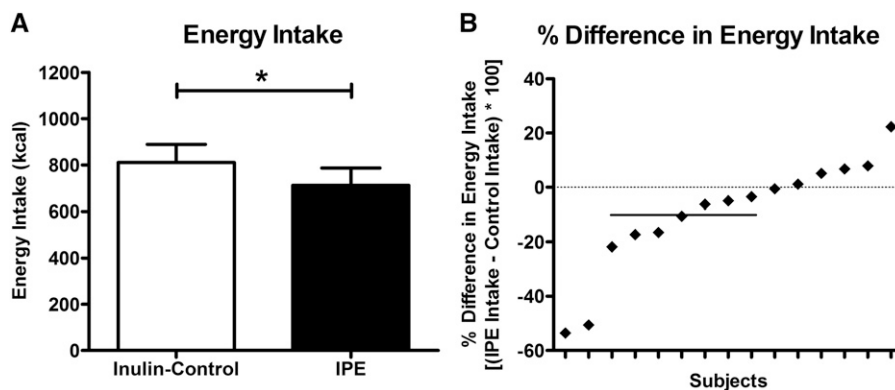 A
Energy Intake
*
Energy Intake (kcal)
1200
1000
800
600
400
200
0
Inulin-Control
IPE
B
% Difference in Energy Intake
% Difference in Energy Intake
[(IPE Intake - Control Intake) * 100]
40
20
0
-20
-40
-60
Subjects